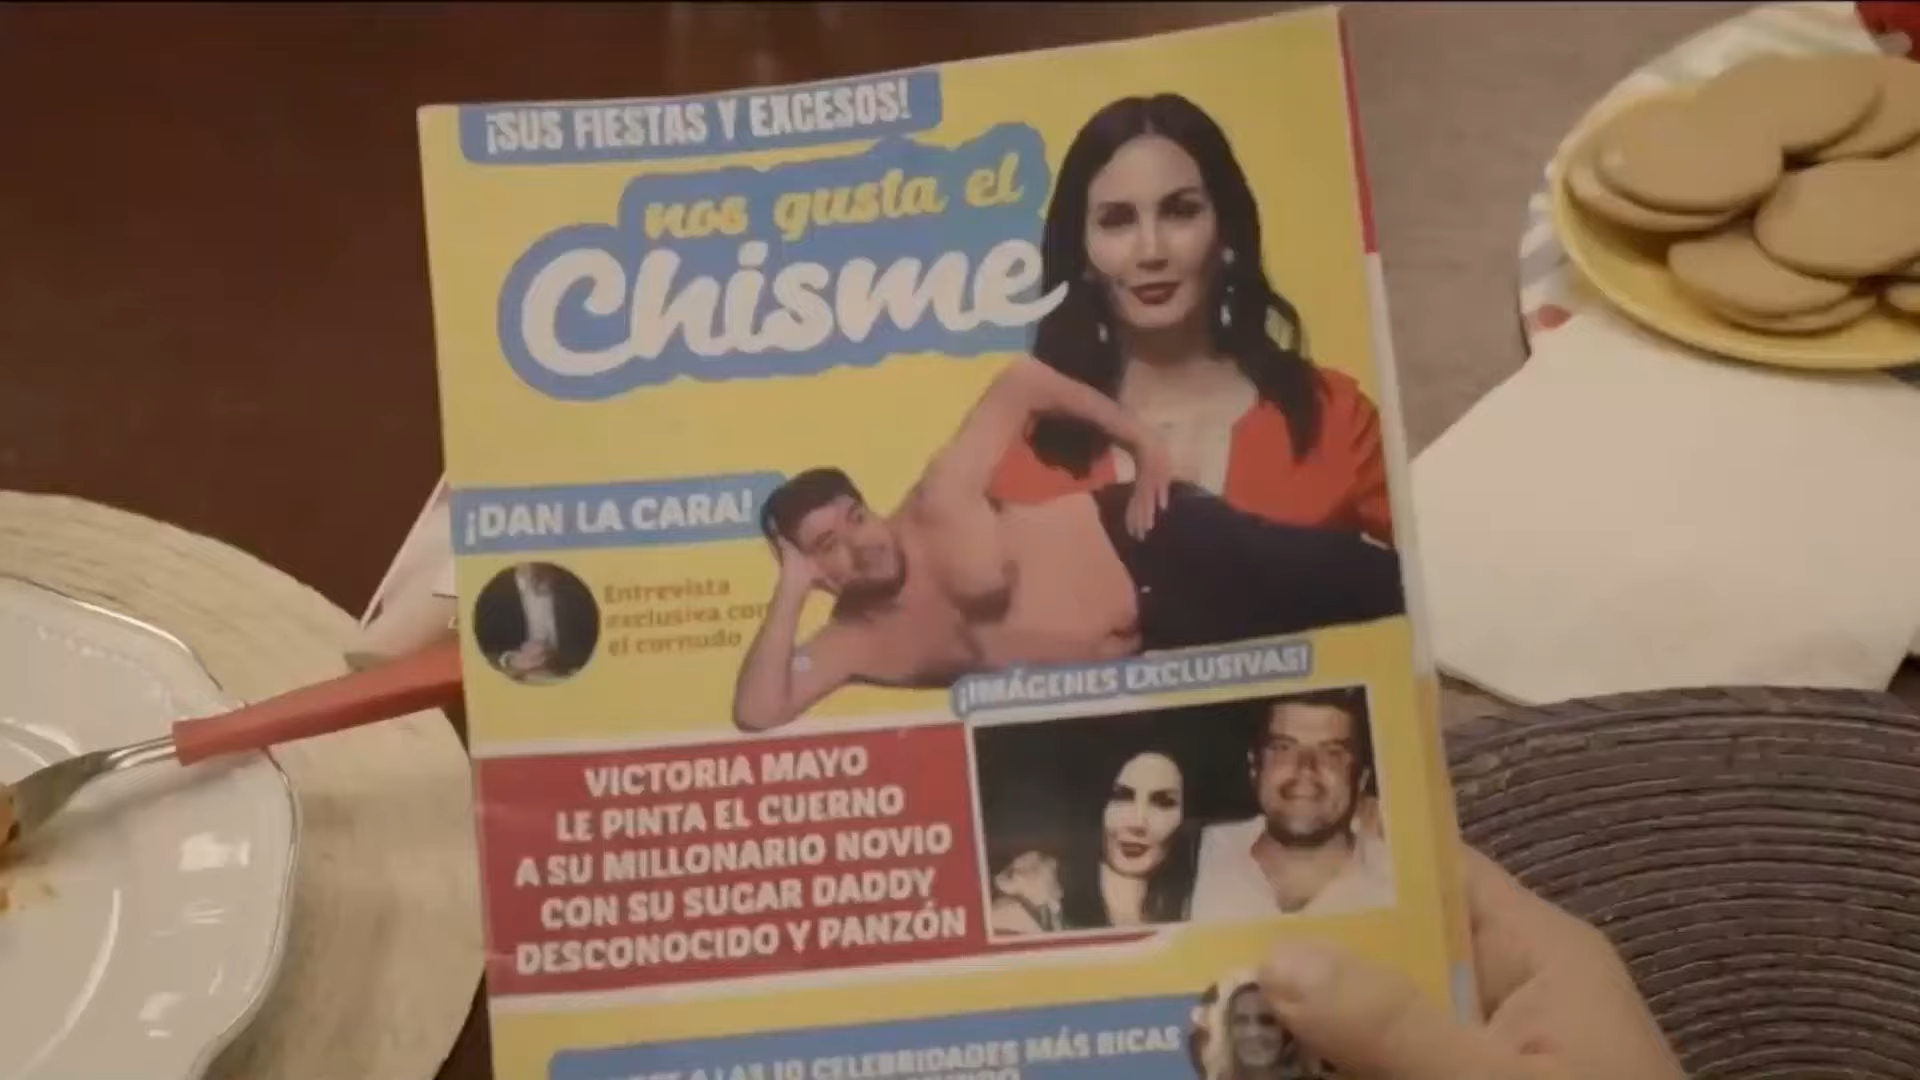 ¡SUS FIESTAS Y EXCESOS!
nos gusta el
Chisme
¡DAN LA CARA!
Entrevista
exclusiva con
el cornudo
¡IMÁGENES EXCLUSIVAS!
VICTORIA MAYO
LE PINTA EL CUERNO
A SU MILLONARIO NOVIO
CON SU SUGAR DADDY
DESCONOCIDO Y PANZÓN
A LAS 10 CELEBRIDADES MÁS RICAS